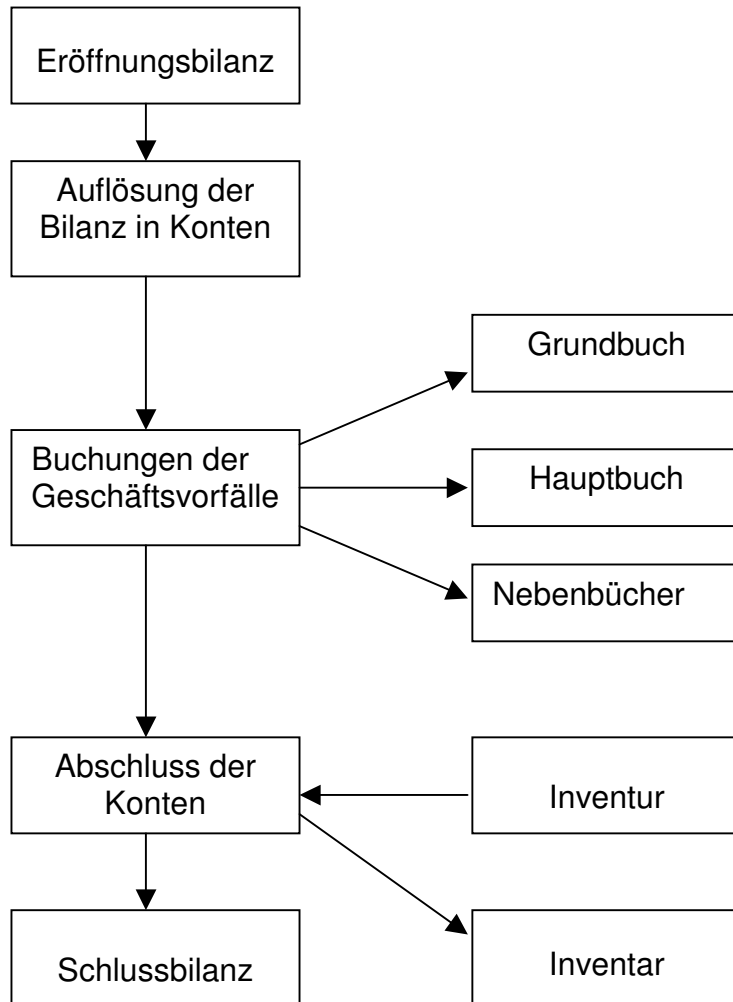 Eröffnungsbilanz
Auflösung der
Bilanz in Konten
Grundbuch
Buchungen der
Geschäftsvorfälle
Hauptbuch
Nebenbücher
Abschluss der
Konten
Inventur
Schlussbilanz
Inventar